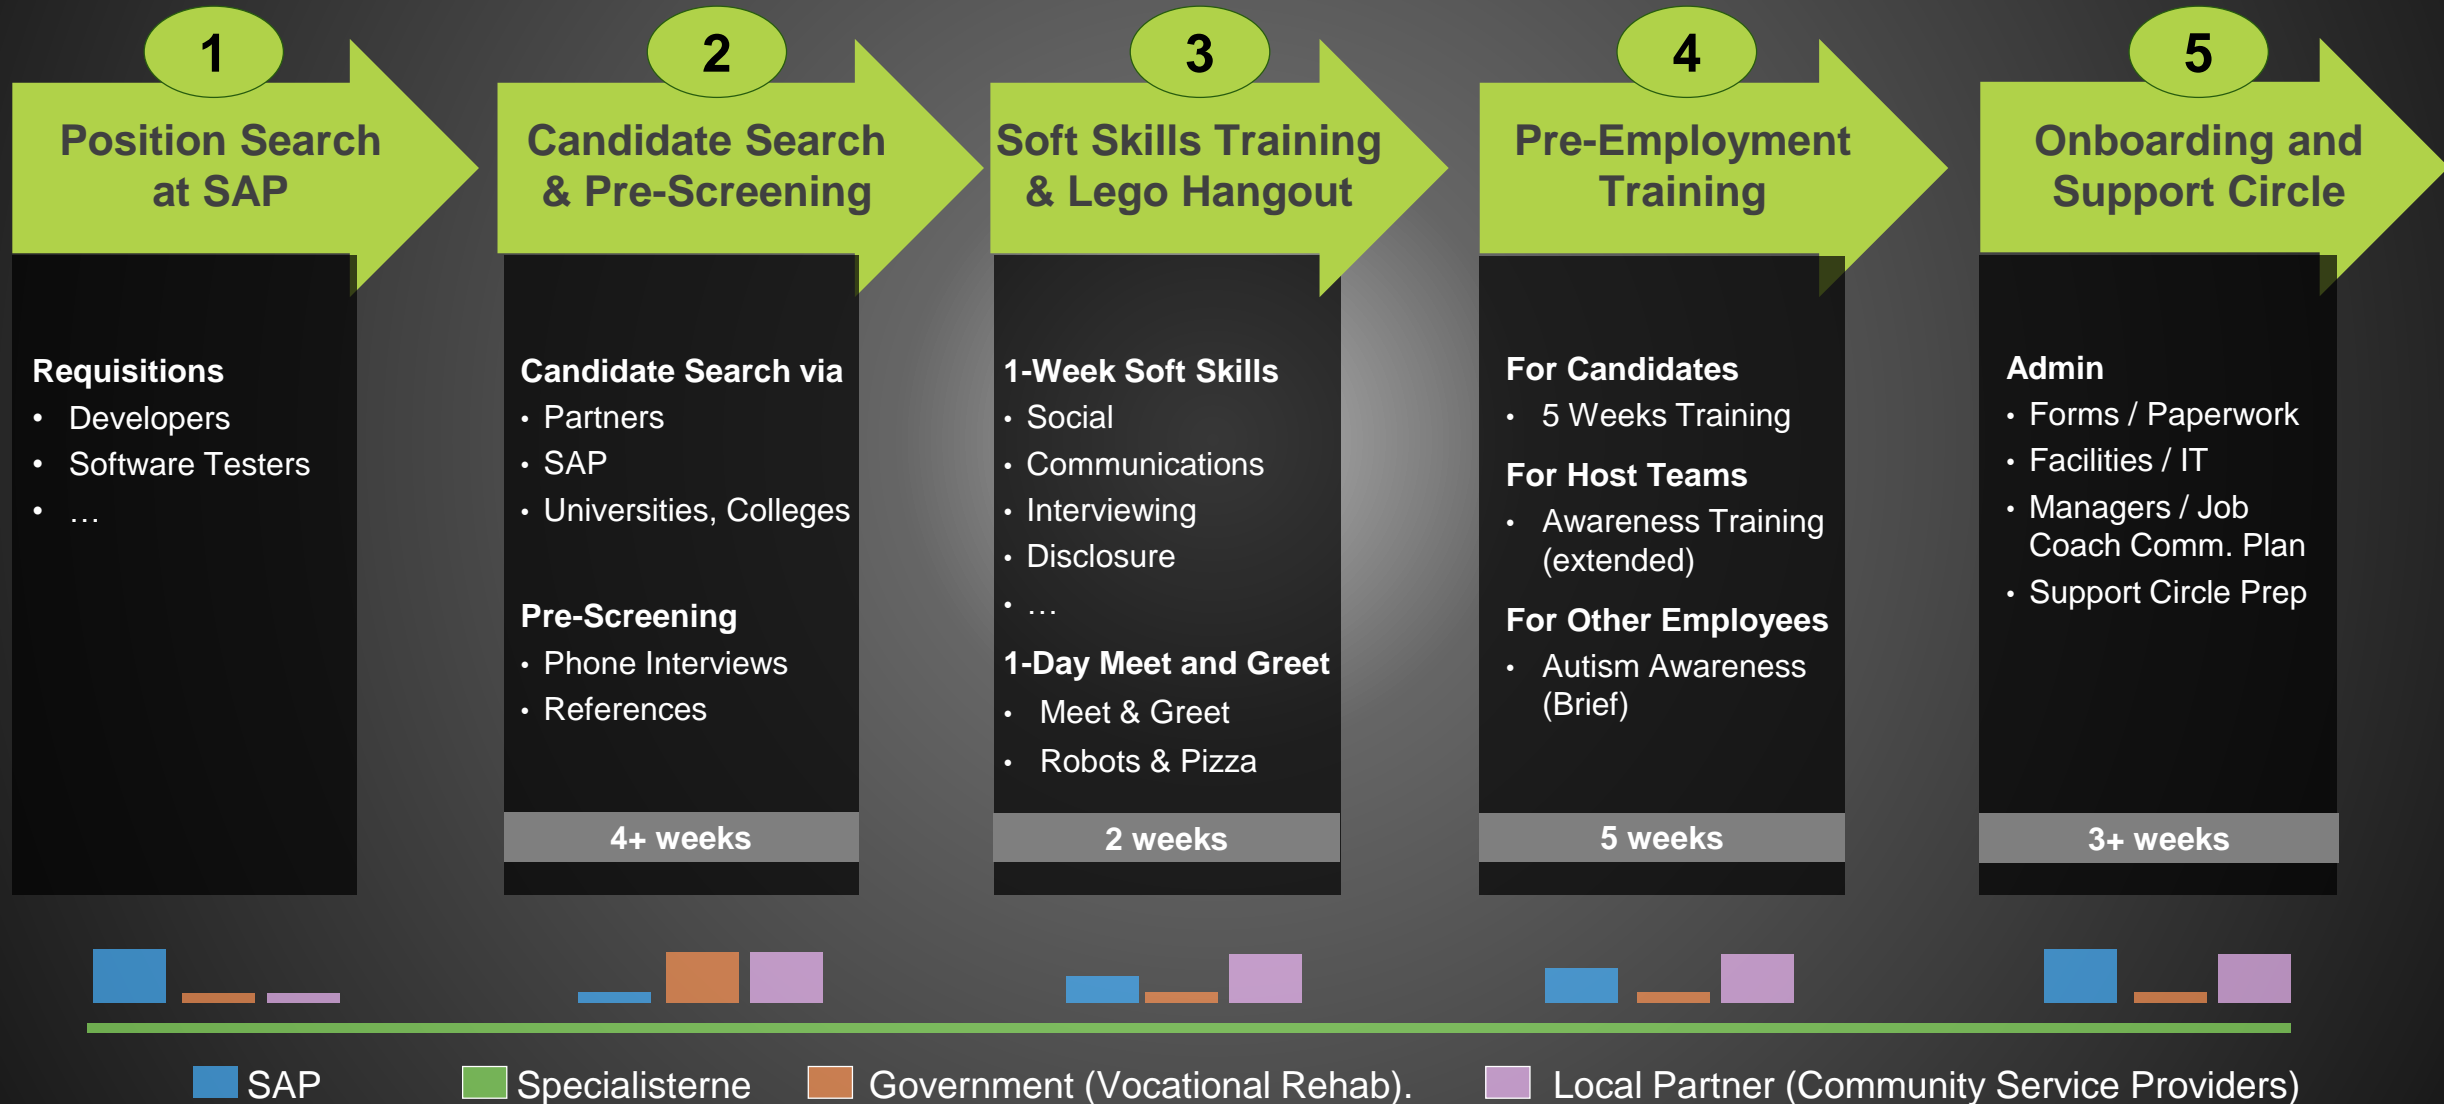 1
Position Search
at SAP
Requisitions
• Developers
• Software Testers
• …
2
Candidate Search
& Pre-Screening
Candidate Search via
• Partners
• SAP
• Universities, Colleges
Pre-Screening
• Phone Interviews
• References
4+ weeks
3
Soft Skills Training
& Lego Hangout
1-Week Soft Skills
• Social
• Communications
• Interviewing
• Disclosure
• …
1-Day Meet and Greet
• Meet & Greet
• Robots & Pizza
2 weeks
4
Pre-Employment
Training
For Candidates
• 5 Weeks Training
For Host Teams
• Awareness Training
(extended)
For Other Employees
• Autism Awareness
(Brief)
5 weeks
5
Onboarding and
Support Circle
Admin
• Forms / Paperwork
• Facilities / IT
• Managers / Job
Coach Comm. Plan
• Support Circle Prep
3+ weeks
SAP
Specialisterne
Government (Vocational Rehab).
Local Partner (Community Service Providers)